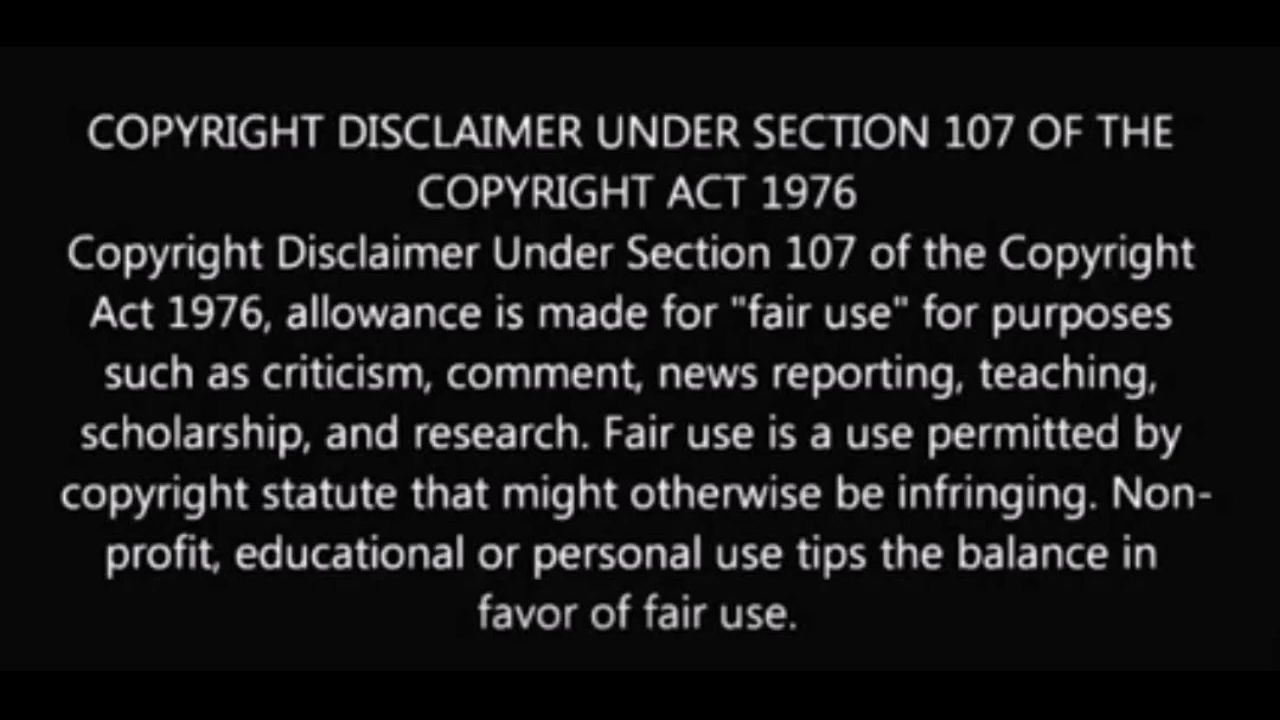 COPYRIGHT DISCLAIMER UNDER SECTION 107 OF THE
COPYRIGHT ACT 1976
Copyright Disclaimer Under Section 107 of the Copyright
Act 1976, allowance is made for "fair use" for purposes
such as criticism, comment, news reporting, teaching,
scholarship, and research. Fair use is a use permitted by
copyright statute that might otherwise be infringing. Non-
profit, educational or personal use tips the balance in
favor of fair use.